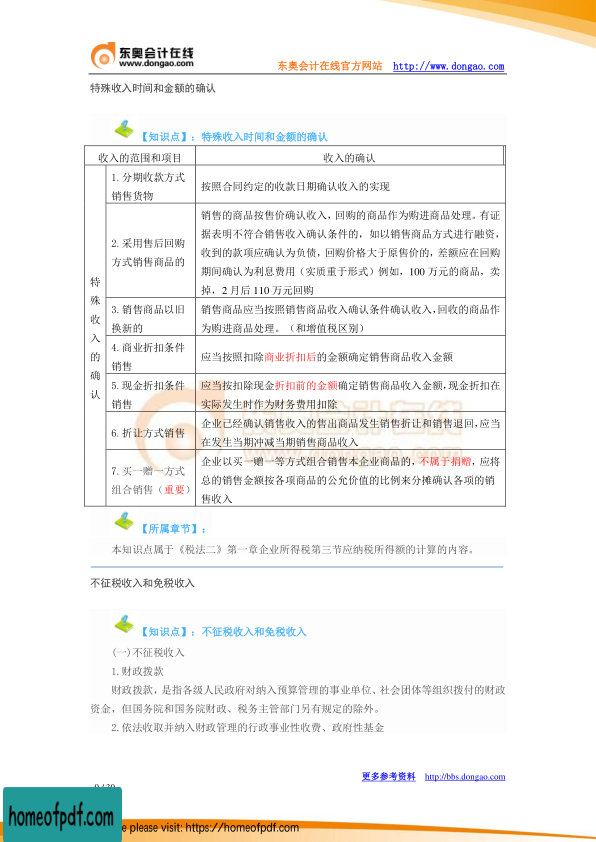 东奥会计在线
www.dongao.com
东奥会计在线官方网站 http://www.dongao.com
特殊收入时间和金额的确认
【知识点】：特殊收入时间和金额的确认
收入的范围和项目 收入的确认
特殊收入的确认
1.分期收款方式
销售货物
按照合同约定的收款日期确认收入的实现
2.采用售后回购
方式销售商品的
销售的商品按售价确认收入，回购的商品作为购进商品处理。有证
据表明不符合销售收入确认条件的，如以销售商品方式进行融资，
收到的款项应确认为负债，回购价格大于原售价的，差额应在回购
期间确认为利息费用（实质重于形式）例如，100 万元的商品，卖
掉，2 月后 110 万元回购
3.销售商品以旧
换新的
销售商品应当按照销售商品收入确认条件确认收入，回收的商品作
为购进商品处理。（和增值税区别）
4.商业折扣条件
销售
应当按照扣除商业折扣后的金额确定销售商品收入金额
5.现金折扣条件
销售
应当按扣除现金折扣前的金额确定销售商品收入金额，现金折扣在
实际发生时作为财务费用扣除
6.折让方式销售
企业已经确认销售收入的售出商品发生销售折让和销售退回，应当
在发生当期冲减当期销售商品收入
7.买一赠一方式
组合销售（重要）
企业以买一赠一等方式组合销售本企业商品的，不属于捐赠，应将
总的销售金额按各项商品的公允价值的比例来分摊确认各项的销
售收入
【所属章节】：
本知识点属于《税法二》第一章企业所得税第三节应纳税所得额的计算的内容。
不征税收入和免税收入
【知识点】：不征税收入和免税收入
(一)不征税收入
1.财政拨款
财政拨款，是指各级人民政府对纳入预算管理的事业单位、社会团体等组织拨付的财政
资金，但国务院和国务院财政、税务主管部门另有规定的除外。
2.依法收取并纳入财政管理的行政事业性收费、政府性基金
更多参考资料 http://bbs.dongao.com
homeofpdf.com
e please visit: https://homeofpdf.com